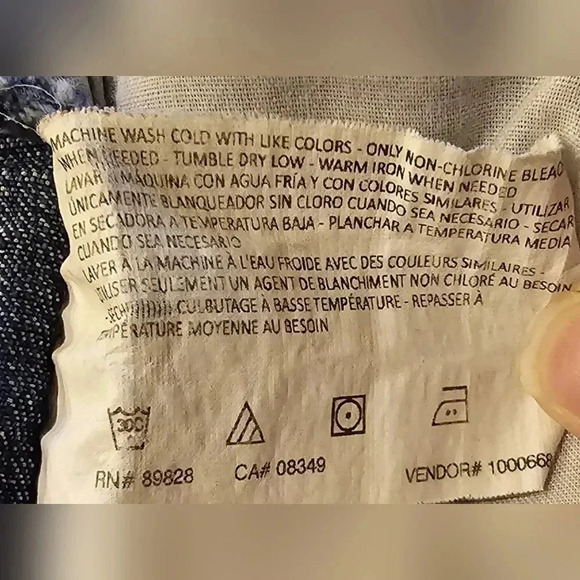 MACHINE WASH COLD WITH LIKE COLORS - ONLY NON-CHLORINE BLEAC
WHEN NEEDED - TUMBLE DRY LOW - WARM IRON WHEN NEEDED
LAVAR A MÁQUINA CON AGUA FRÍA Y CON COLORES SIMILARES - UTILIZAR
ÚNICAMENTE BLANQUEADOR SIN CLORO CUANDO SEA NECESARIO - SECAR
EN SECADORA A TEMPERATURA BAJA - PLANCHAR A TEMPERATURA MEDIA
CUANDO SEA NECESARIO
LAVER À LA MACHINE À L'EAU FROIDE AVEC DES COULEURS SIMILAIRES -
UTILISER SEULEMENT UN AGENT DE BLANCHIMENT NON CHLORÉ AU BESOIN
CULBUTAGE À BASSE TEMPÉRATURE - REPASSER À
TEMPÉRATURE MOYENNE AU BESOIN
30C
RN# 89828 CA# 08349 VENDOR# 1000668